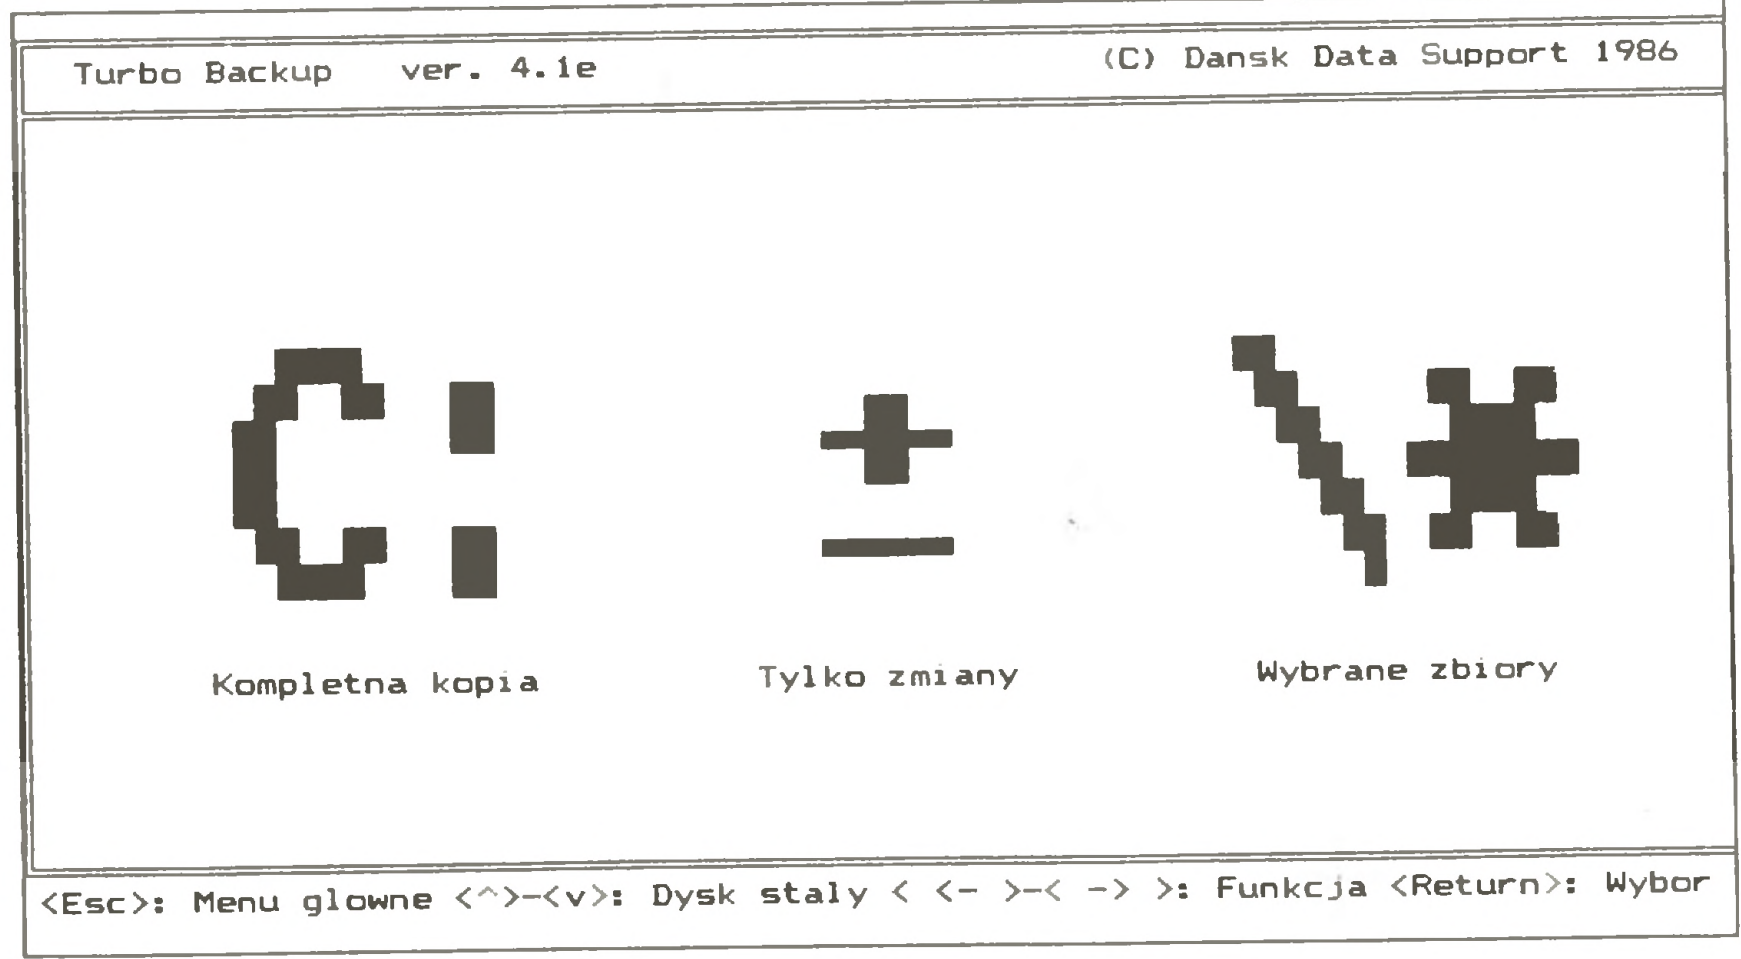 Turbo Backup ver. 4.1e (C) Dansk Data Support 1986
C: ± \*
Kompletna kopia Tylko zmiany Wybrane zbiory
<Esc>: Menu glowne <^>-<v>: Dysk staly < <- >-< -> >: Funkcja <Return>: Wybor